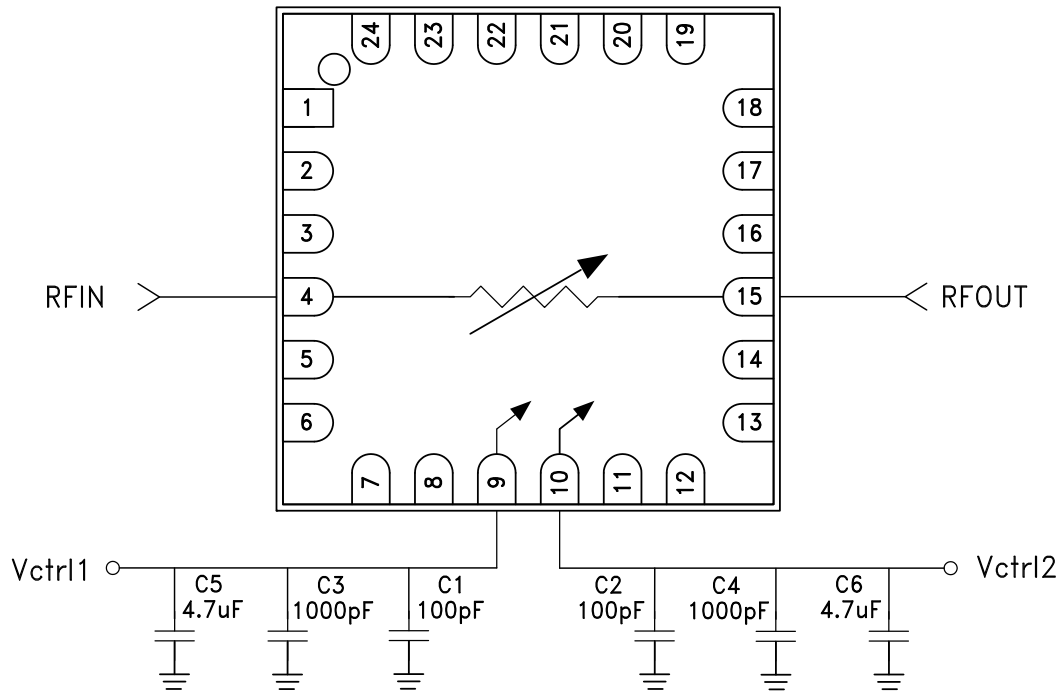 24 23 22 21 20 19
1 18
2 17
3 16
RFIN 4 15 RFOUT
5 14
6 13
7 8 9 10 11 12
Vctrl1 Vctrl2
C5 C3 C1 C2 C4 C6
4.7uF 1000pF 100pF 100pF 1000pF 4.7uF